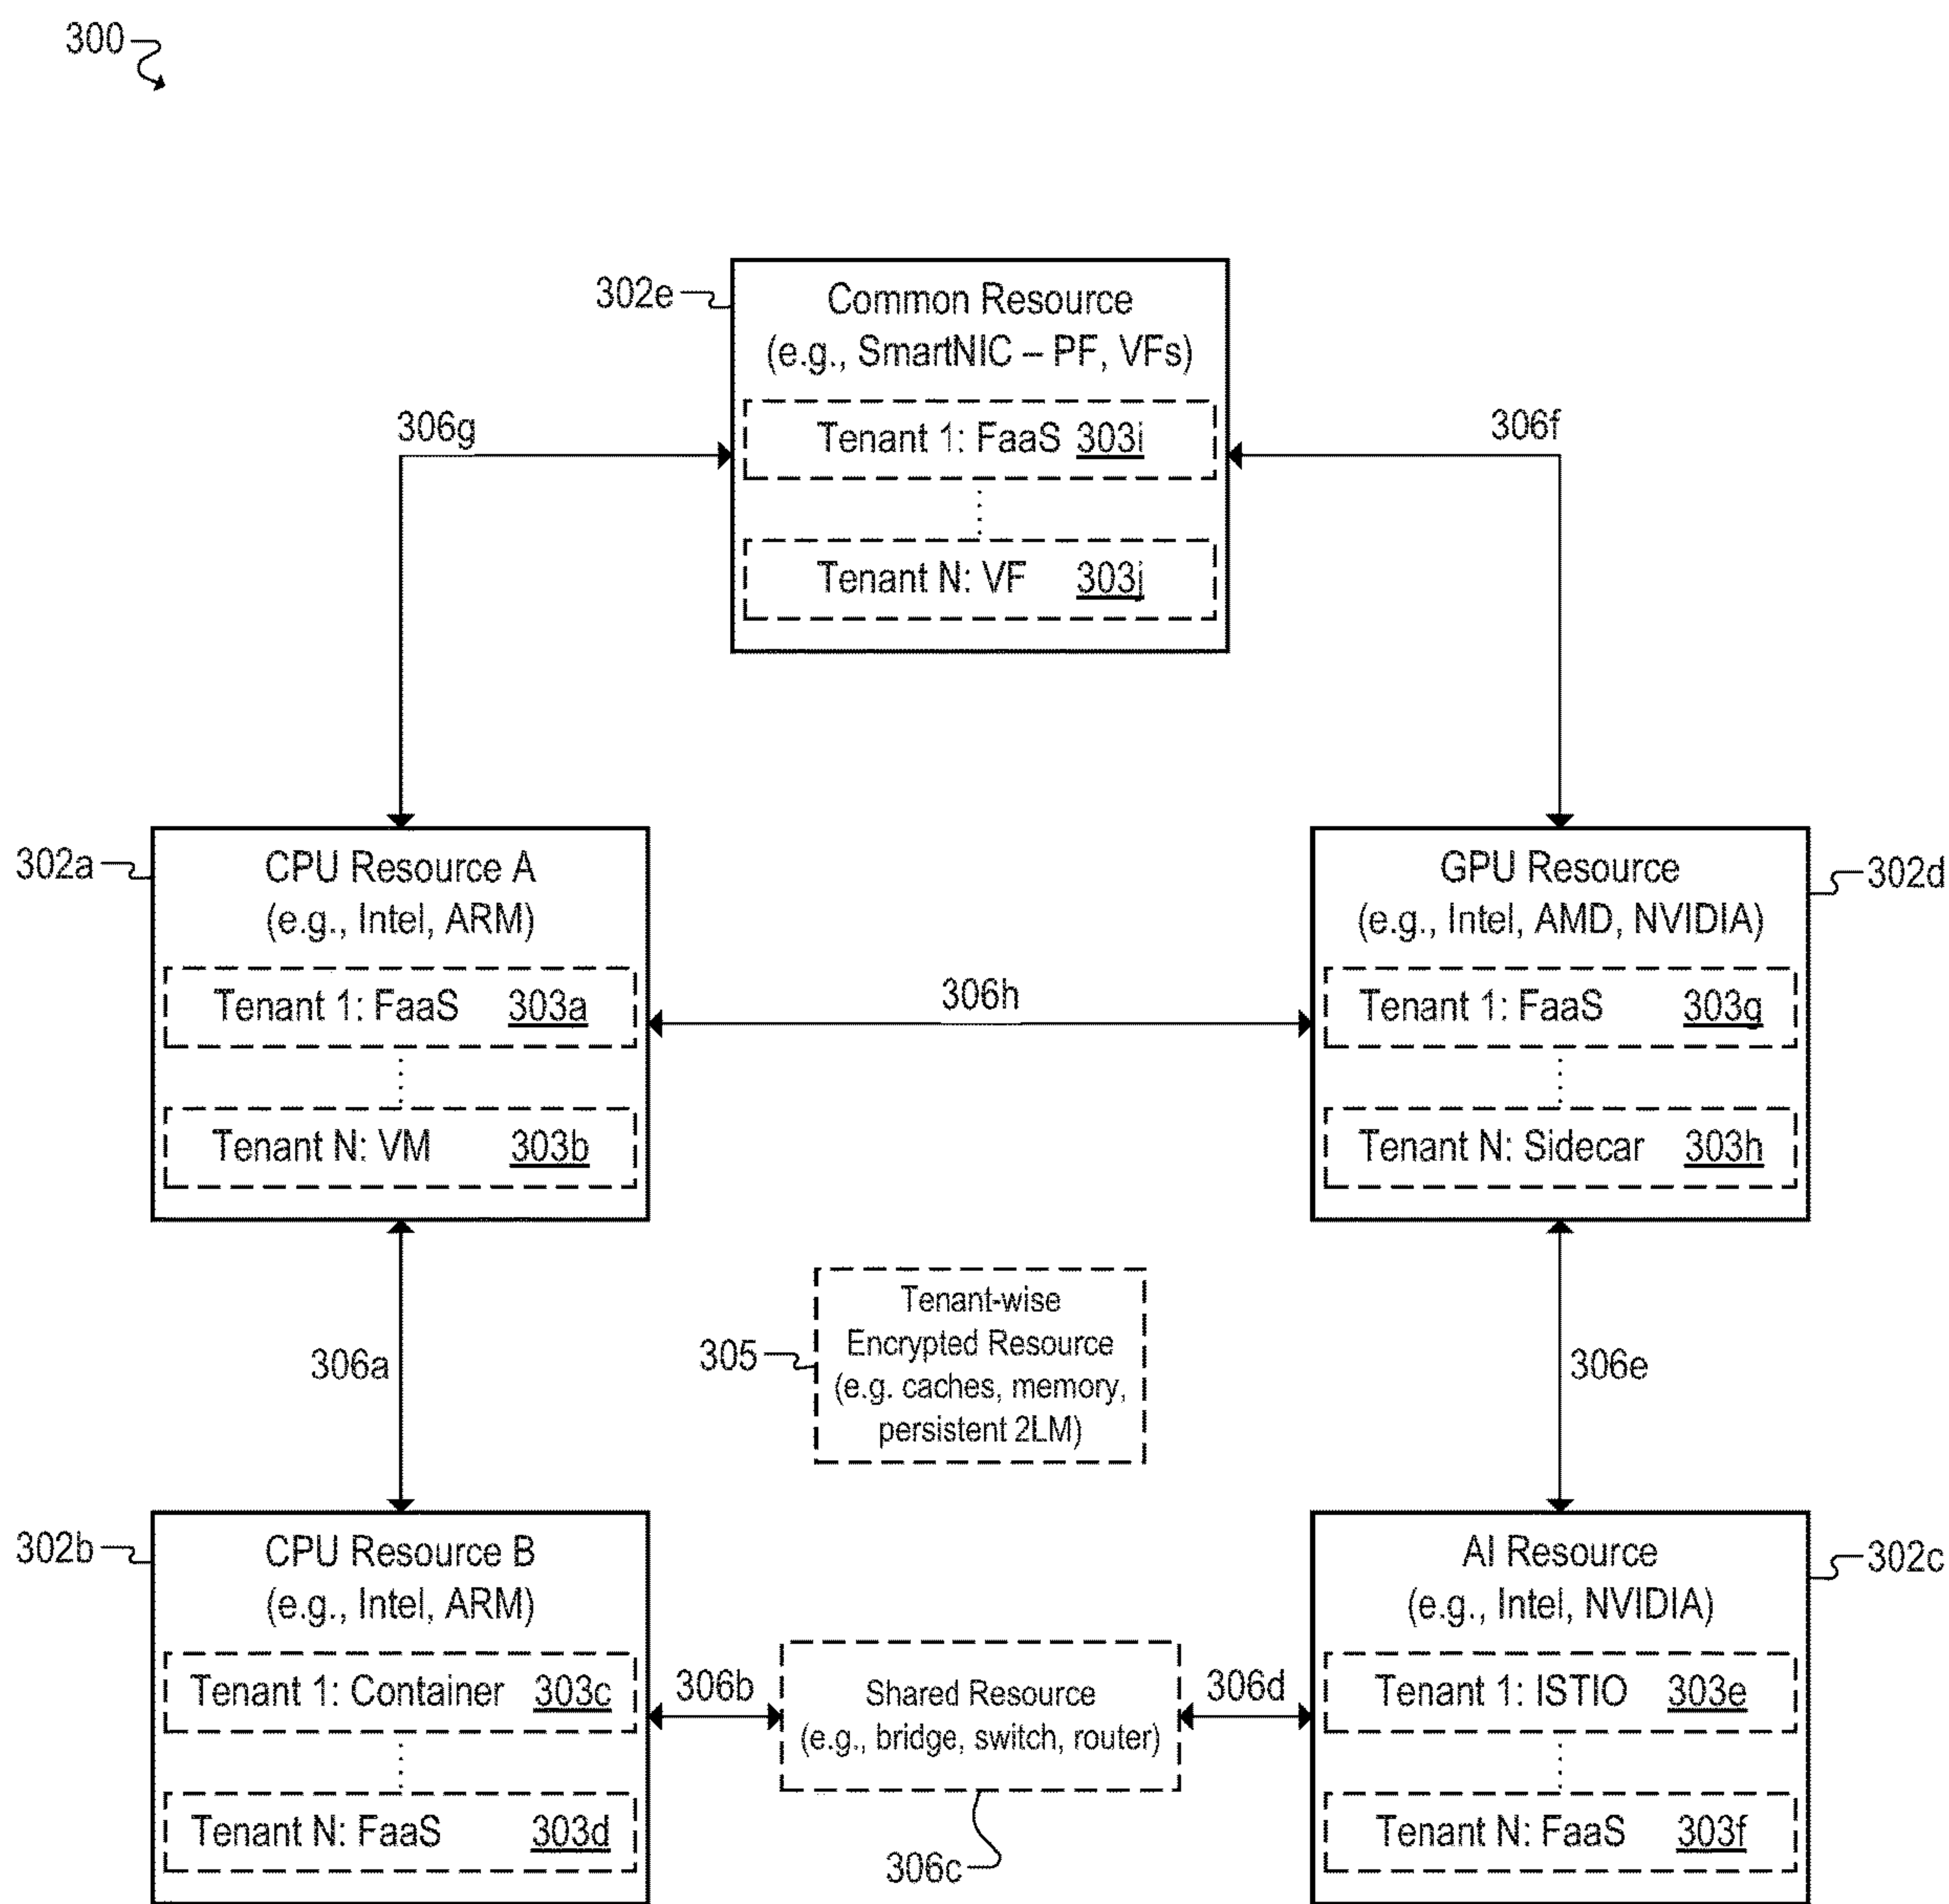 300
302e
Common Resource
(e.g., SmartNIC – PF, VFs)
Tenant 1: FaaS 303i
Tenant N: VF 303j
306g
306f
302a
CPU Resource A
(e.g., Intel, ARM)
Tenant 1: FaaS 303a
Tenant N: VM 303b
306h
GPU Resource
(e.g., Intel, AMD, NVIDIA)
Tenant 1: FaaS 303g
Tenant N: Sidecar 303h
302d
306a
305
Tenant-wise
Encrypted Resource
(e.g. caches, memory,
persistent 2LM)
306e
302b
CPU Resource B
(e.g., Intel, ARM)
Tenant 1: Container 303c
Tenant N: FaaS 303d
306b
Shared Resource
(e.g., bridge, switch, router)
306c
306d
AI Resource
(e.g., Intel, NVIDIA)
Tenant 1: ISTIO 303e
Tenant N: FaaS 303f
302c